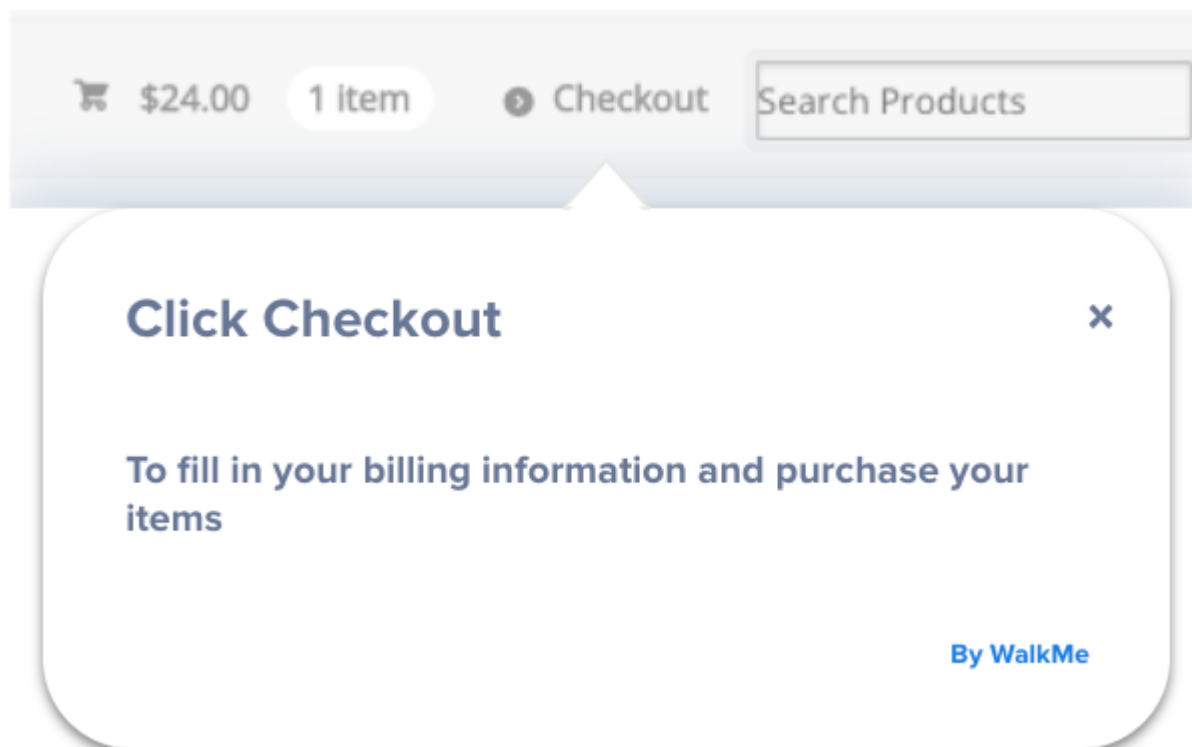 $24.00 1 item Checkout Search Products
Click Checkout ×
To fill in your billing information and purchase your
items
By WalkMe